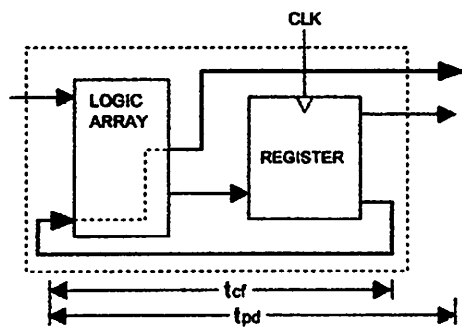 CLK
LOGIC
ARRAY
REGISTER
tcf
tpd